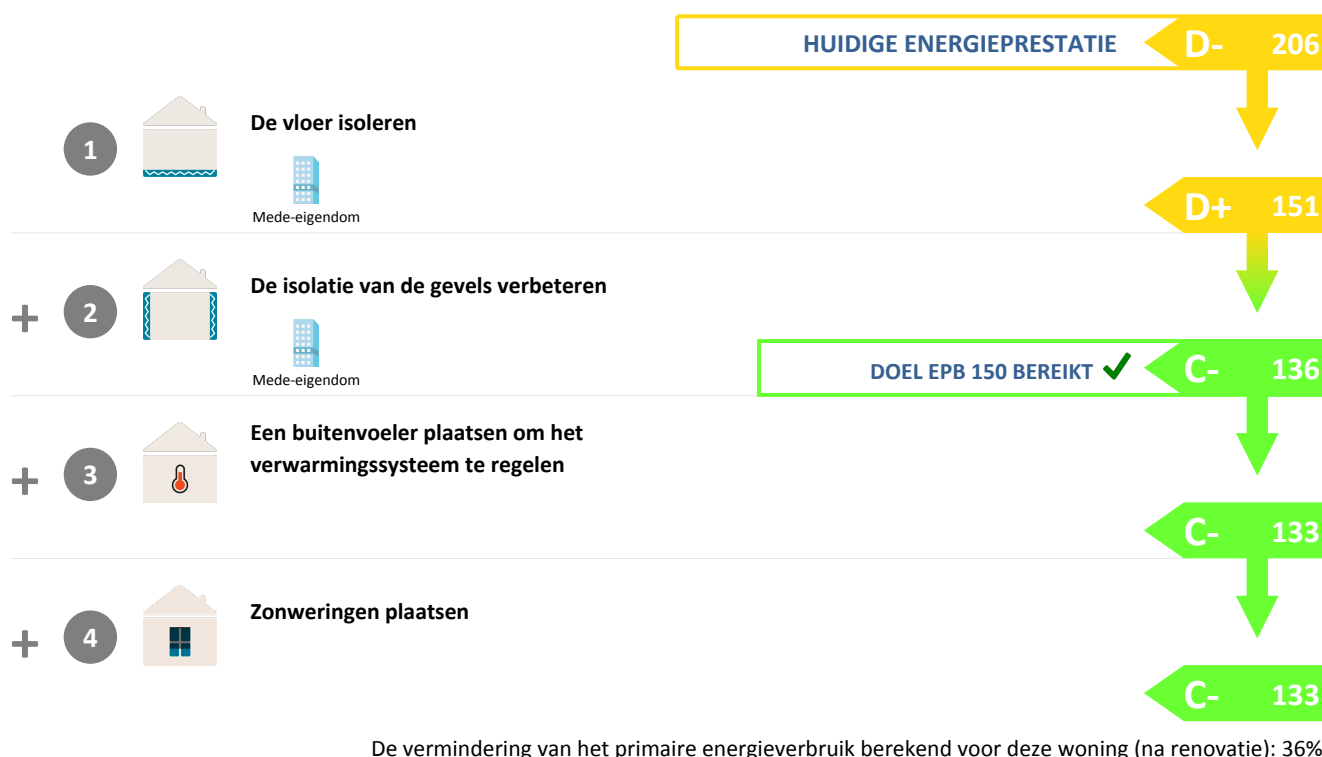 HUIDIGE ENERGIEPRESTATIE D- 206
1 De vloer isoleren
Mede-eigendom
D+ 151
+ 2 De isolatie van de gevels verbeteren
Mede-eigendom
DOEL EPB 150 BEREIKT ✓ C- 136
+ 3 Een buitenvoeler plaatsen om het
verwarmingssysteem te regelen
C- 133
+ 4 Zonweringen plaatsen
C- 133
De vermindering van het primaire energieverbruik berekend voor deze woning (na renovatie): 36%